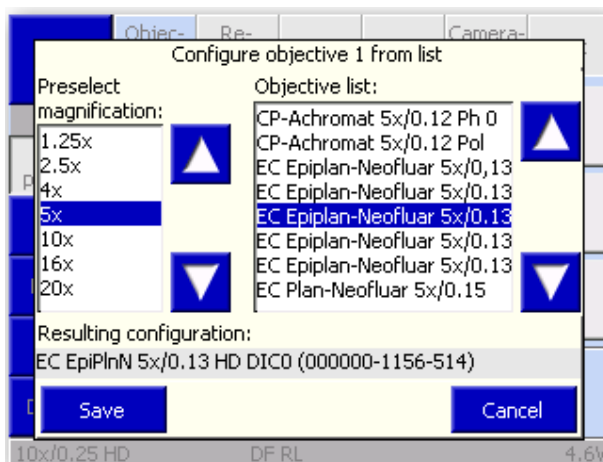 Objec- Re- Camera-
Configure objective 1 from list
Preselect
magnification:
Objective list:
1.25x
2.5x
4x
5x
10x
16x
20x
CP-Achromat 5x/0.12 Ph 0
CP-Achromat 5x/0.12 Pol
EC Epiplan-Neofluar 5x/0,13
EC Epiplan-Neofluar 5x/0.13
EC Epiplan-Neofluar 5x/0.13
EC Epiplan-Neofluar 5x/0.13
EC Epiplan-Neofluar 5x/0.13
EC Plan-Neofluar 5x/0.15
Resulting configuration:
EC EpiPlnN 5x/0.13 HD DIC0 (000000-1156-514)
Save
Cancel
10x/0.25 HD DF RL 4.6V